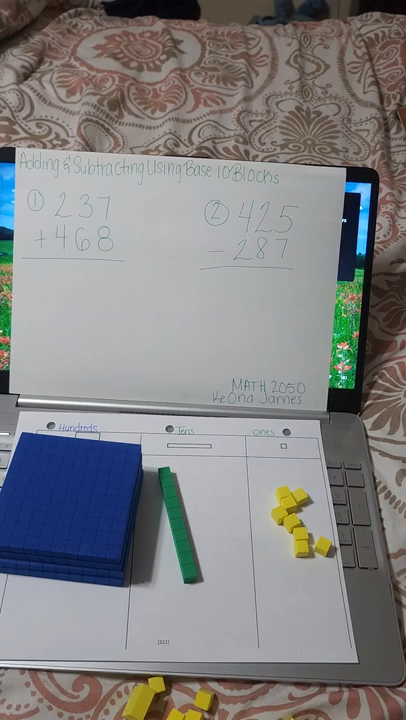 Adding & Subtracting Using Base 10 Blocks
① 237
+ 468
② 425
- 287
MATH 2050
KeOna James
Hundreds Tens Ones